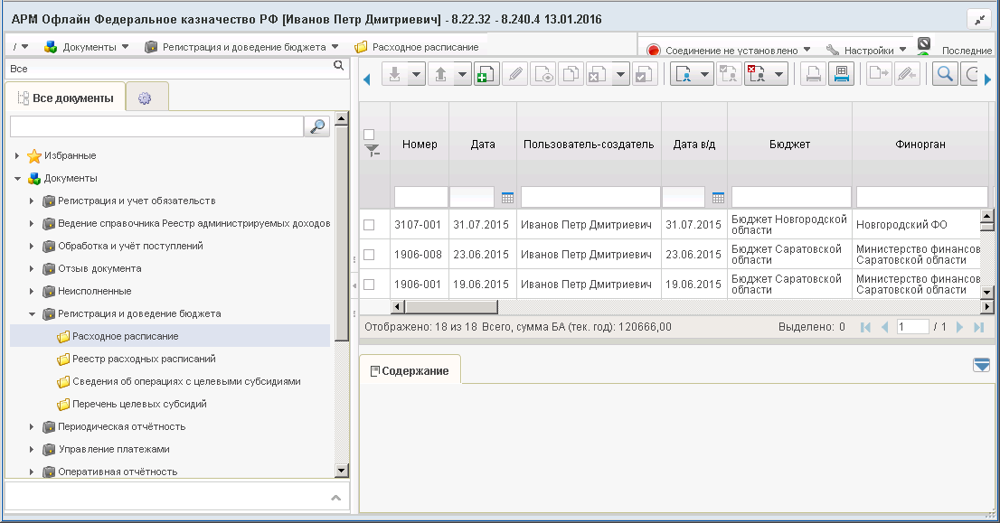 АРМ Офлайн Федеральное казначество РФ [Иванов Петр Дмитриевич] - 8.22.32 - 8.240.4 13.01.2016
/ Документы Регистрация и доведение бюджета Расходное расписание
Соединение не установлено Настройки Последние
Все
Все документы
Номер Дата Пользователь-создатель Дата в/д Бюджет Финорган
Избранные
Документы
Регистрация и учет обязательств
Ведение справочника Реестр администрируемых доходов
Обработка и учёт поступлений
Отзыв документа
Неисполненные
Регистрация и доведение бюджета
Расходное расписание
Реестр расходных расписаний
Сведения об операциях с целевыми субсидиями
Перечень целевых субсидий
Периодическая отчётность
Управление платежами
Оперативная отчётность
3107-001 31.07.2015 Иванов Петр Дмитриевич 31.07.2015 Бюджет Новгородской области Новгородский ФО
1906-008 23.06.2015 Иванов Петр Дмитриевич 23.06.2015 Бюджет Саратовской области Министерство финансов Саратовской области
1906-001 19.06.2015 Иванов Петр Дмитриевич 19.06.2015 Бюджет Саратовской области Министерство финансов Саратовской области
Отображено: 18 из 18 Всего, сумма БА (тек. год): 120666,00 Выделено: 0 1 / 1
Содержание